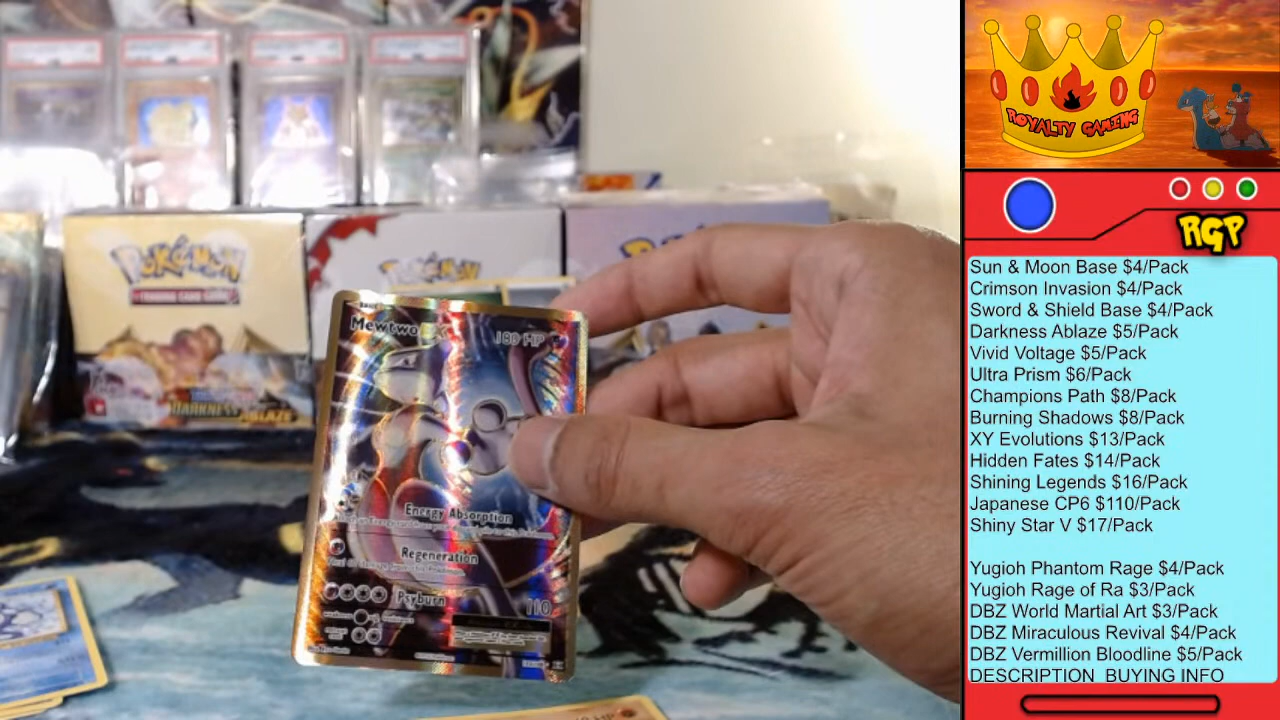 POKÉMON
TRADING CARD GAME
DARKNESS ABLAZE
POKÉMON
BASIC
Mewtwo EX
180 HP
Energy Absorption
Regeneration
Psyburn
110
ROYALTY GAMING
RGP
Sun & Moon Base $4/Pack
Crimson Invasion $4/Pack
Sword & Shield Base $4/Pack
Darkness Ablaze $5/Pack
Vivid Voltage $5/Pack
Ultra Prism $6/Pack
Champions Path $8/Pack
Burning Shadows $8/Pack
XY Evolutions $13/Pack
Hidden Fates $14/Pack
Shining Legends $16/Pack
Japanese CP6 $110/Pack
Shiny Star V $17/Pack
Yugioh Phantom Rage $4/Pack
Yugioh Rage of Ra $3/Pack
DBZ World Martial Art $3/Pack
DBZ Miraculous Revival $4/Pack
DBZ Vermillion Bloodline $5/Pack
DESCRIPTION BUYING INFO